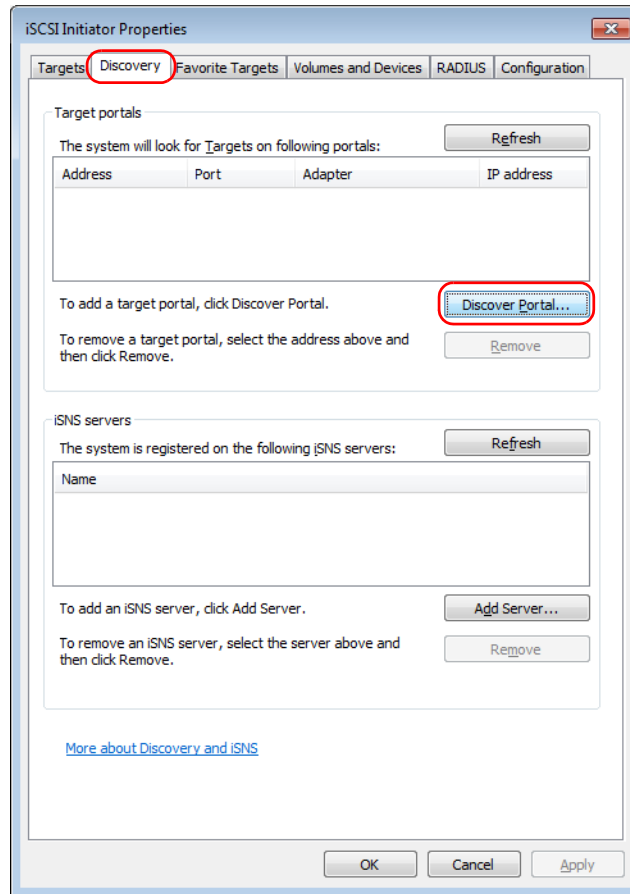 iSCSI Initiator Properties
Targets Discovery Favorite Targets Volumes and Devices RADIUS Configuration
Target portals
The system will look for Targets on following portals:
Refresh
Address Port Adapter IP address
To add a target portal, click Discover Portal.
Discover Portal...
To remove a target portal, select the address above and
then click Remove.
Remove
iSNS servers
The system is registered on the following iSNS servers:
Refresh
Name
To add an iSNS server, click Add Server.
Add Server...
To remove an iSNS server, select the server above and
then click Remove.
Remove
More about Discovery and iSNS
OK Cancel Apply